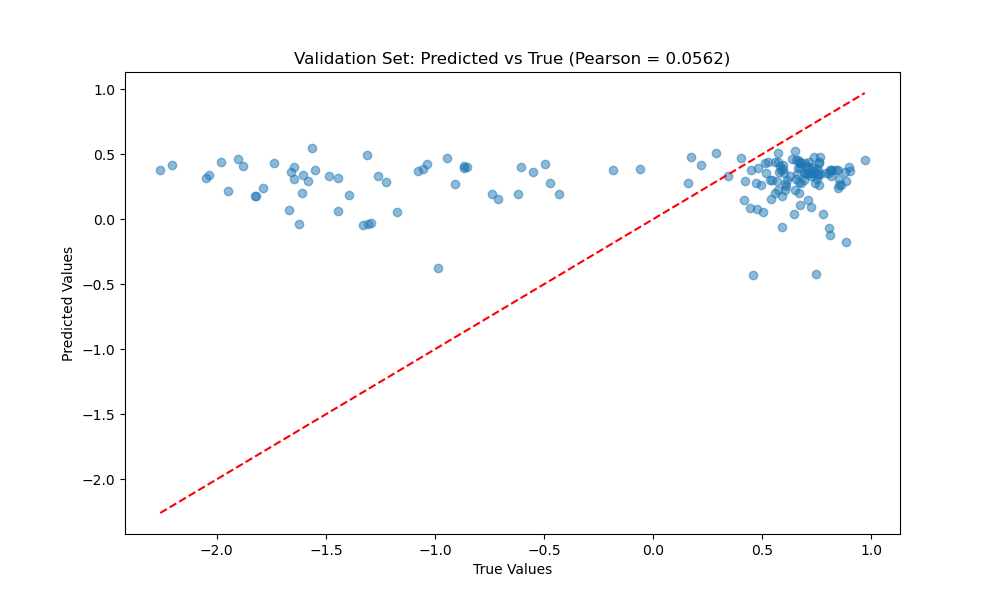 Validation Set: Predicted vs True (Pearson = 0.0562)
1.0
0.5
0.0
−0.5
−1.0
−1.5
−2.0
Predicted Values
−2.0 −1.5 −1.0 −0.5 0.0 0.5 1.0
True Values